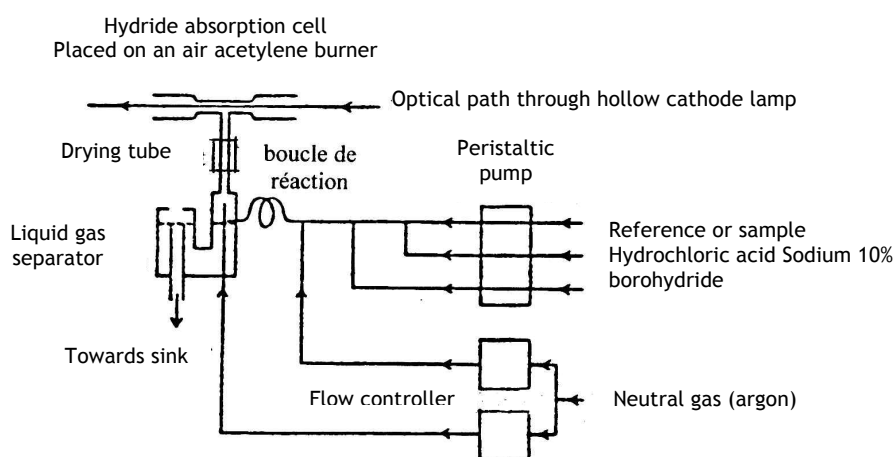 Hydride absorption cell
Placed on an air acetylene burner
Optical path through hollow cathode lamp
Drying tube
boucle de
réaction
Peristaltic
pump
Liquid gas
separator
Reference or sample
Hydrochloric acid Sodium 10%
borohydride
Towards sink
Flow controller
Neutral gas (argon)